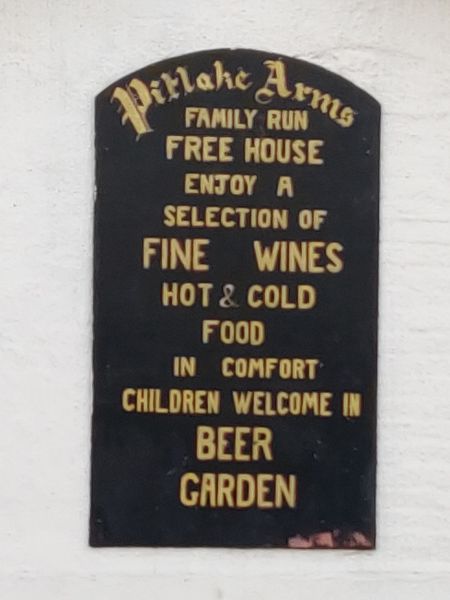 Pitlake Arms
FAMILY RUN
FREE HOUSE
ENJOY A
SELECTION OF
FINE WINES
HOT & COLD
FOOD
IN COMFORT
CHILDREN WELCOME IN
BEER
GARDEN